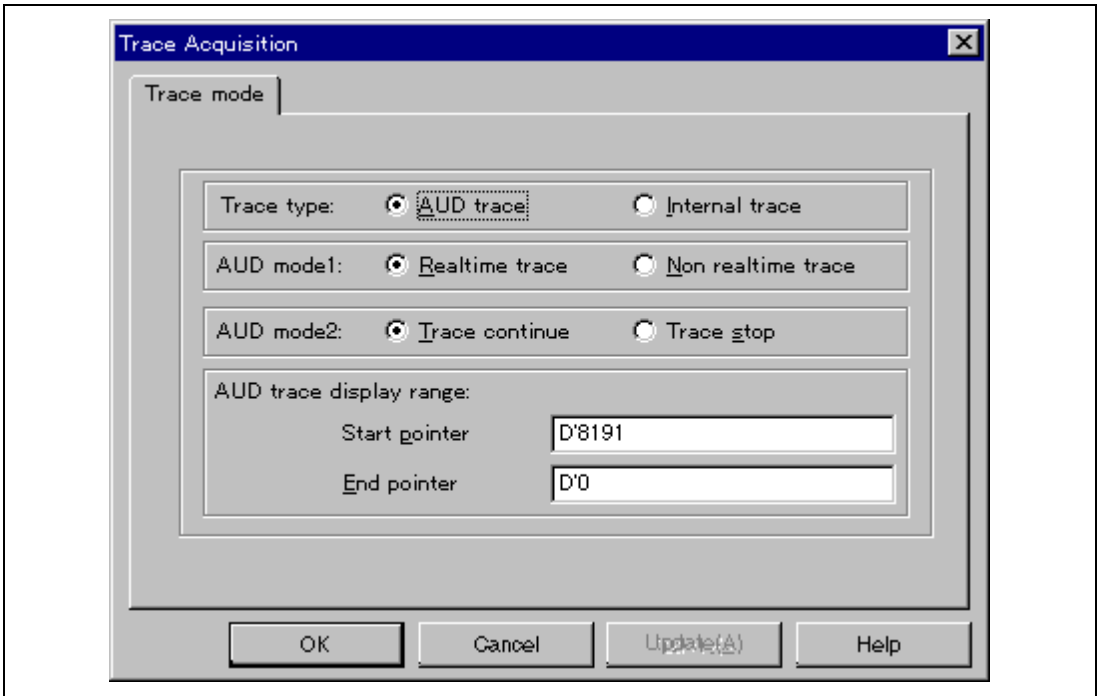 Trace Acquisition
Trace mode
Trace type: AUD trace Internal trace
AUD mode1: Realtime trace Non realtime trace
AUD mode2: Trace continue Trace stop
AUD trace display range:
Start pointer D'8191
End pointer D'0
OK Cancel Update(A) Help